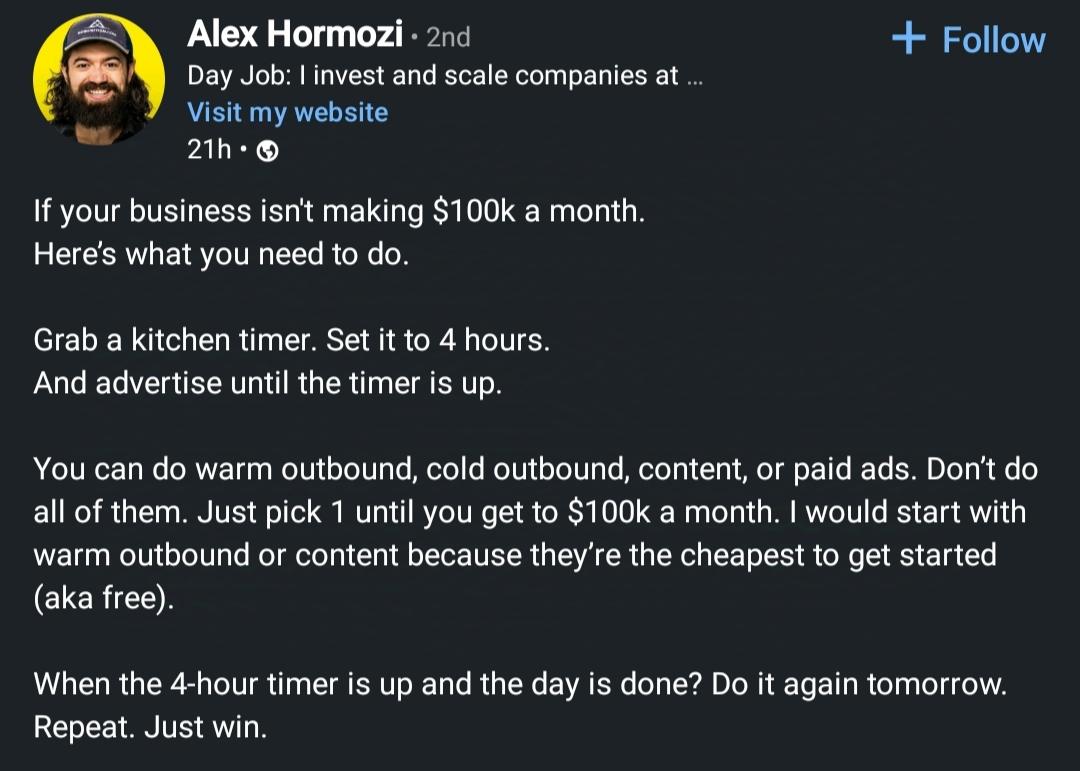 Alex Hormozi • 2nd
+ Follow
Day Job: I invest and scale companies at ...
Visit my website
21h •
If your business isn't making $100k a month.
Here’s what you need to do.
Grab a kitchen timer. Set it to 4 hours.
And advertise until the timer is up.
You can do warm outbound, cold outbound, content, or paid ads. Don’t do
all of them. Just pick 1 until you get to $100k a month. I would start with
warm outbound or content because they’re the cheapest to get started
(aka free).
When the 4-hour timer is up and the day is done? Do it again tomorrow.
Repeat. Just win.